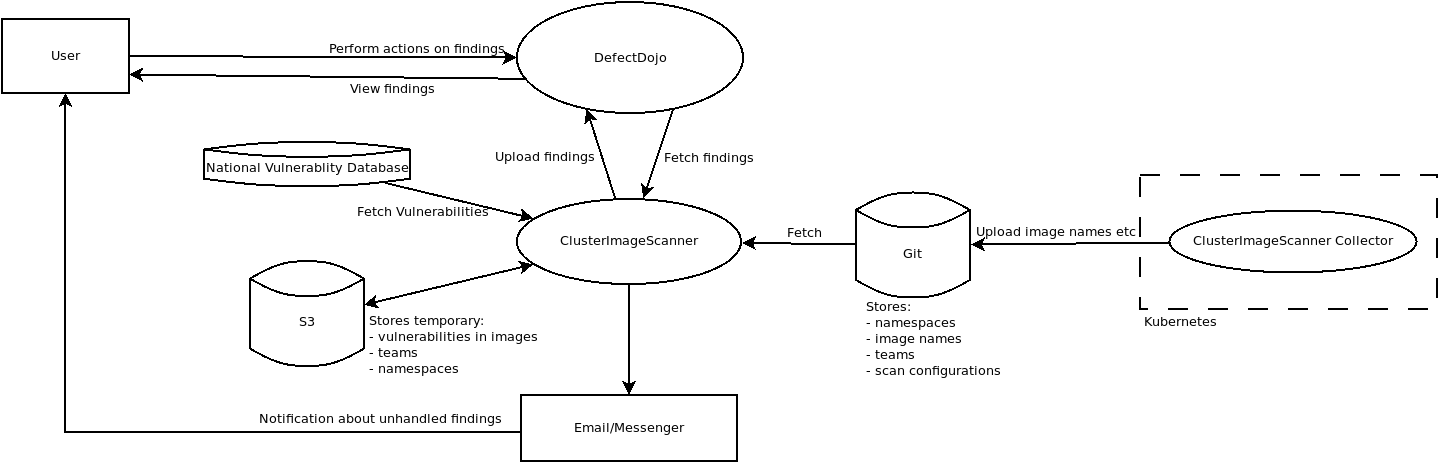 User
Perform actions on findings
DefectDojo
View findings
Upload findings
Fetch findings
National Vulnerablity Database
Fetch Vulnerabilities
ClusterImageScanner
Fetch
Git
Upload image names etc
ClusterImageScanner Collector
Kubernetes
Stores:
- namespaces
- image names
- teams
- scan configurations
S3
Stores temporary:
- vulnerabilities in images
- teams
- namespaces
Notification about unhandled findings
Email/Messenger